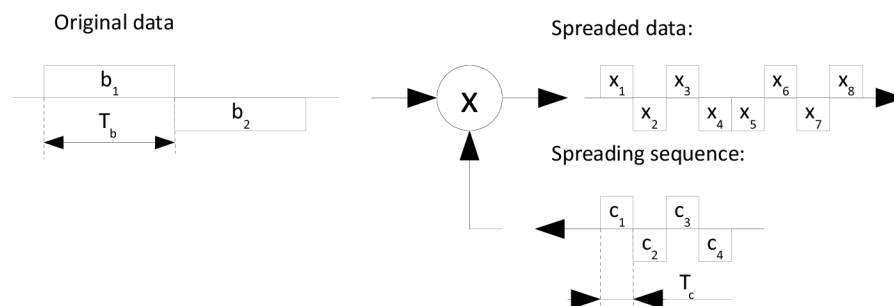 Original data
Spreaded data:
b1
b2
Tb
X
x1
x2
x3
x4
x5
x6
x7
x8
Spreading sequence:
c1
c2
c3
c4
Tc